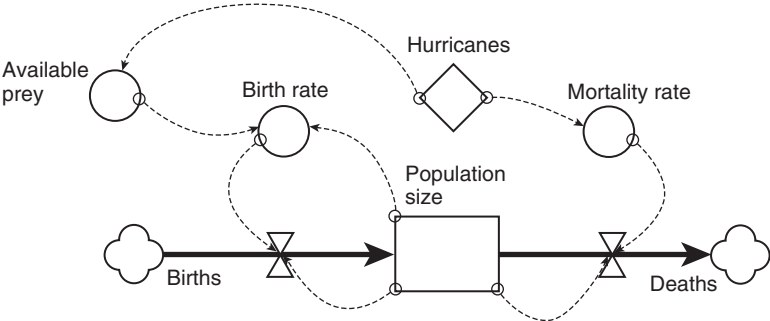 Hurricanes
Available
prey
Birth rate
Mortality rate
Population
size
Births
Deaths